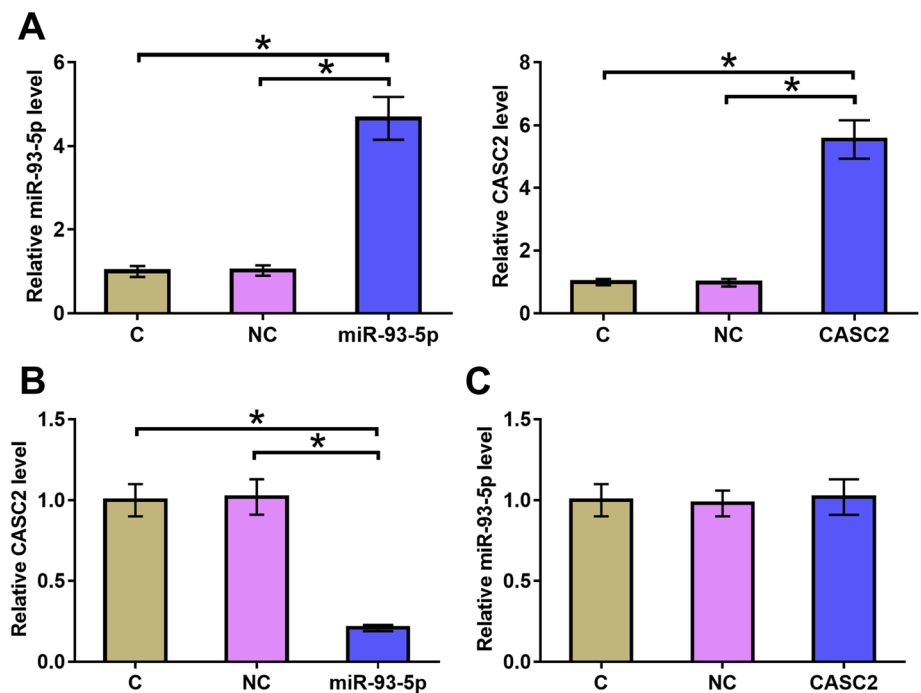 A
Relative miR-93-5p level
6
4
2
0
*
*
C NC miR-93-5p
Relative CASC2 level
8
6
4
2
0
*
*
C NC CASC2
B
Relative CASC2 level
1.5
1.0
0.5
0.0
*
*
C NC miR-93-5p
C
Relative miR-93-5p level
1.5
1.0
0.5
0.0
C NC CASC2